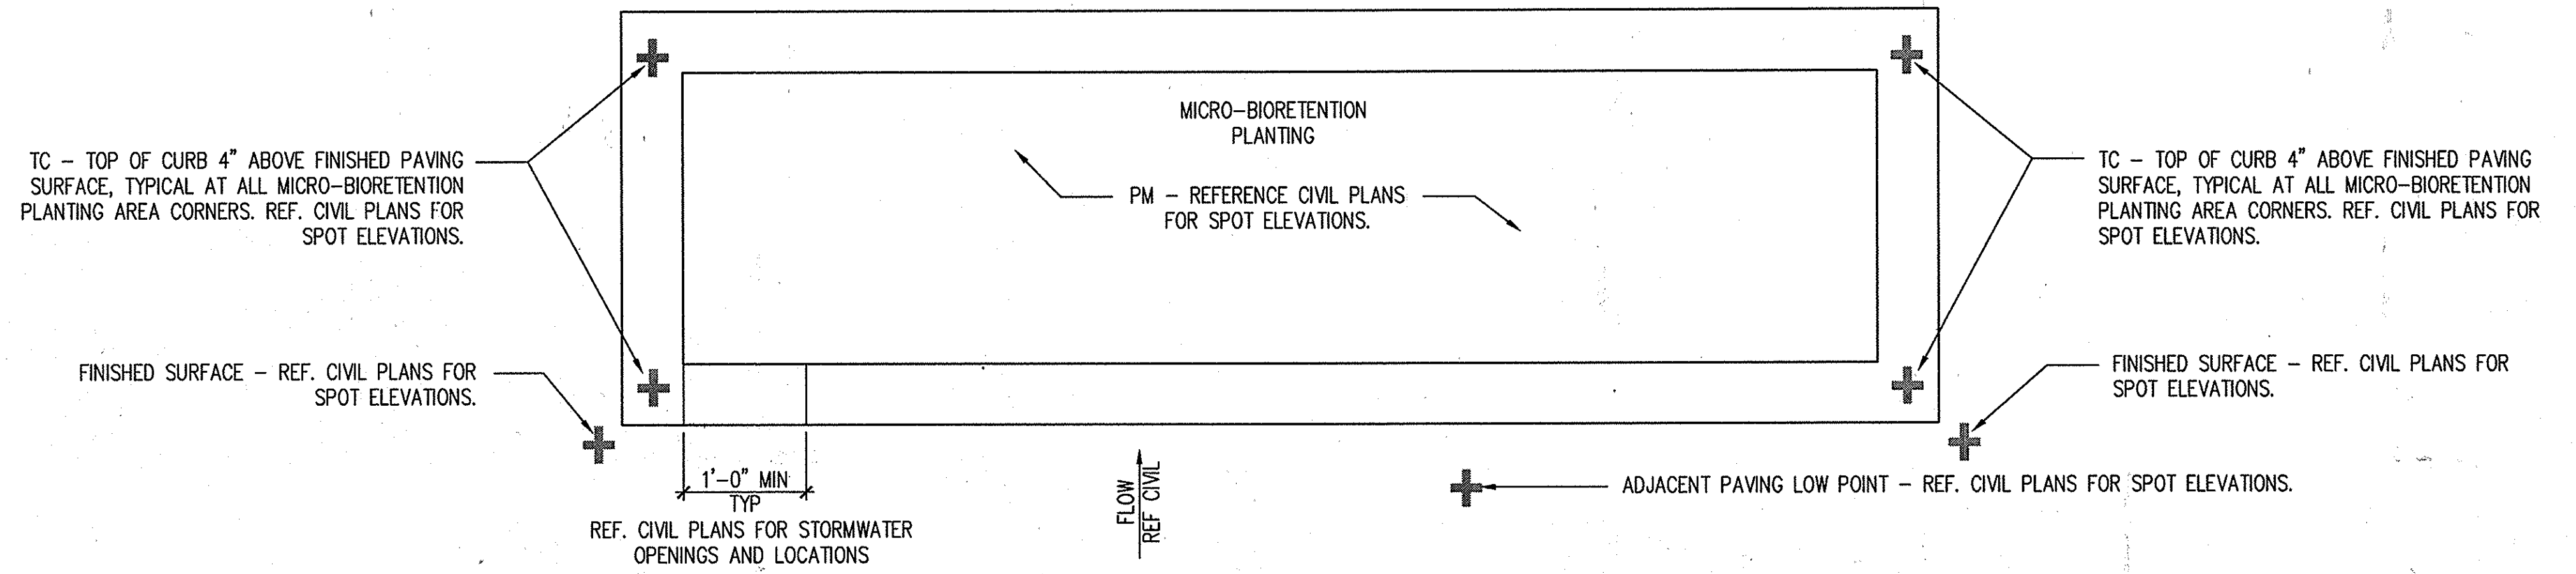 MICRO-BIORETENTION
PLANTING
TC – TOP OF CURB 4" ABOVE FINISHED PAVING
SURFACE, TYPICAL AT ALL MICRO-BIORETENTION
PLANTING AREA CORNERS. REF. CIVIL PLANS FOR
SPOT ELEVATIONS.
PM – REFERENCE CIVIL PLANS
FOR SPOT ELEVATIONS.
TC – TOP OF CURB 4" ABOVE FINISHED PAVING
SURFACE, TYPICAL AT ALL MICRO-BIORETENTION
PLANTING AREA CORNERS. REF. CIVIL PLANS FOR
SPOT ELEVATIONS.
FINISHED SURFACE – REF. CIVIL PLANS FOR
SPOT ELEVATIONS.
FINISHED SURFACE – REF. CIVIL PLANS FOR
SPOT ELEVATIONS.
1'-0" MIN
TYP
REF. CIVIL PLANS FOR STORMWATER
OPENINGS AND LOCATIONS
FLOW
REF CIVIL
ADJACENT PAVING LOW POINT – REF. CIVIL PLANS FOR SPOT ELEVATIONS.